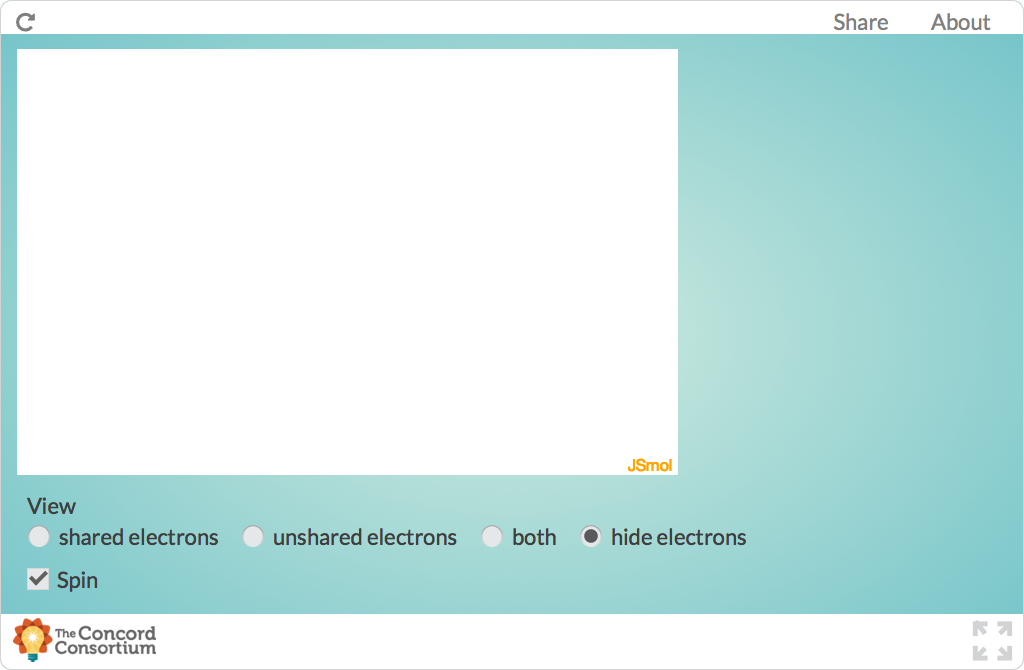 Share About
JSmol
View
shared electrons unshared electrons both hide electrons
Spin
The Concord
Consortium